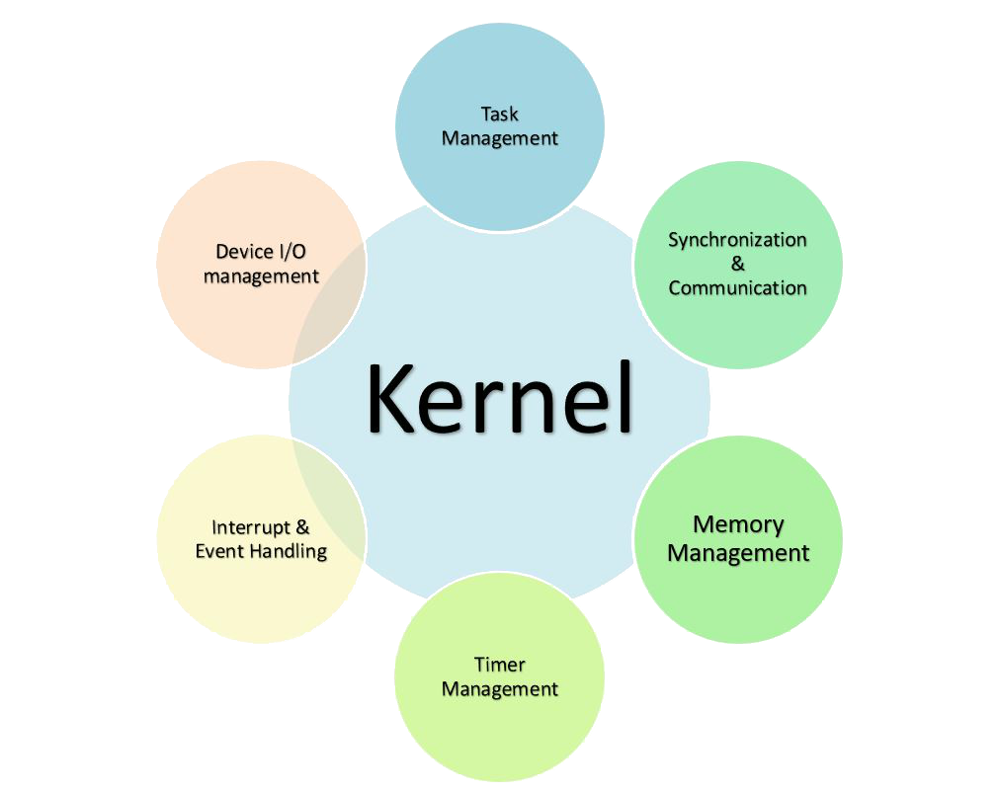 Task
Management
Device I/O
management
Synchronization
&
Communication
Kernel
Interrupt &
Event Handling
Memory
Management
Timer
Management